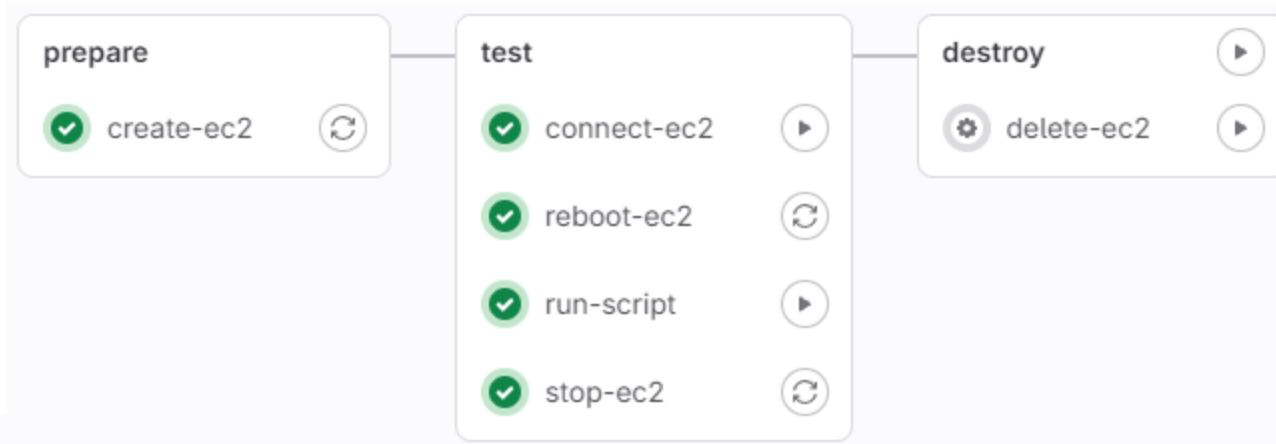 prepare
create-ec2
test
connect-ec2
reboot-ec2
run-script
stop-ec2
destroy
delete-ec2